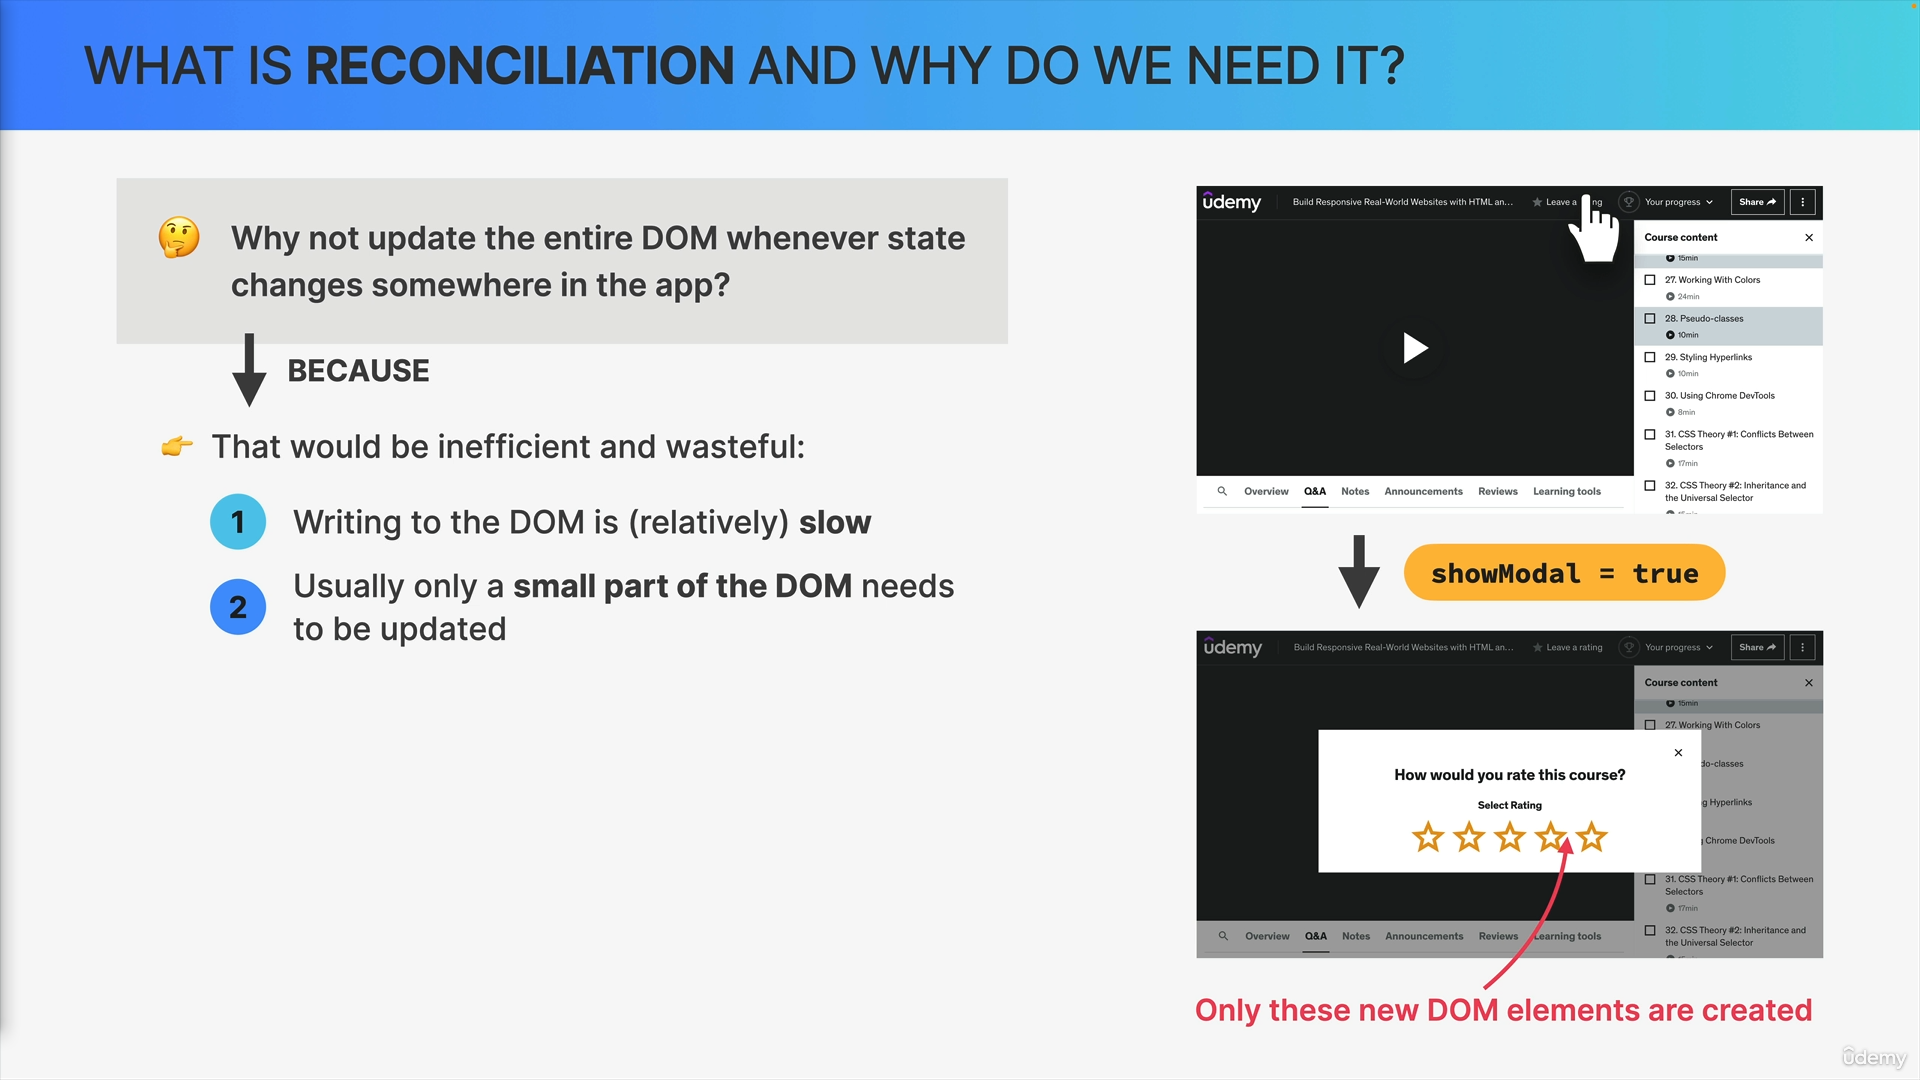 WHAT IS RECONCILIATION AND WHY DO WE NEED IT?
Why not update the entire DOM whenever state
changes somewhere in the app?
BECAUSE
That would be inefficient and wasteful:
1 Writing to the DOM is (relatively) slow
2 Usually only a small part of the DOM needs
to be updated
udemy Build Responsive Real-World Websites with HTML an... Leave a ng Your progress Share
Course content
15min
27. Working With Colors
24min
28. Pseudo-classes
10min
29. Styling Hyperlinks
10min
30. Using Chrome DevTools
8min
31. CSS Theory #1: Conflicts Between
Selectors
17min
32. CSS Theory #2: Inheritance and
the Universal Selector
Overview Q&A Notes Announcements Reviews Learning tools
showModal = true
udemy Build Responsive Real-World Websites with HTML an... Leave a rating Your progress Share
Course content
15min
27. Working With Colors
do-classes
g Hyperlinks
Chrome DevTools
31. CSS Theory #1: Conflicts Between
Selectors
17min
32. CSS Theory #2: Inheritance and
the Universal Selector
How would you rate this course?
Select Rating
Overview Q&A Notes Announcements Reviews Learning tools
Only these new DOM elements are created
udemy